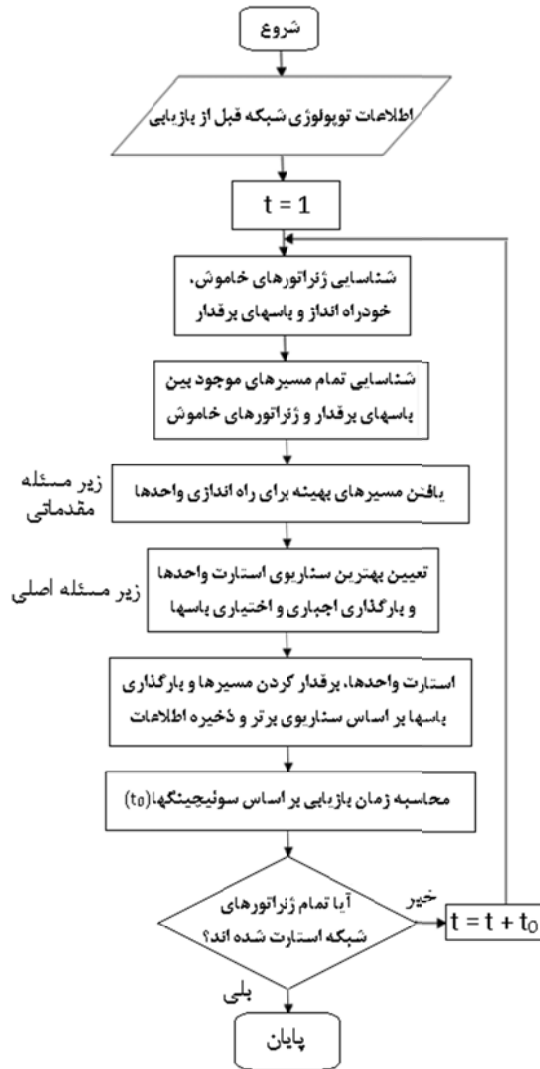 شروع
اطلاعات توپولوژی شبکه قبل از بازیابی
t = 1
شناسایی ژنراتورهای خاموش،
خودراه انداز و باسهای برقدار
شناسایی تمام مسیرهای موجود بین
باسهای برقدار و ژنراتورهای خاموش
زیر مسئله
مقدماتی
یافتن مسیرهای بهینه برای راه اندازی واحدها
زیر مسئله اصلی
تعیین بهترین سناریوی استارت واحدها
و بارگذاری اجباری و اختیاری باسها
استارت واحدها، برقدار کردن مسیرها و بارگذاری
باسها بر اساس سناریوی برتر و ذخیره اطلاعات
محاسبه زمان بازیابی بر اساس سوئیچینگها(t₀)
آیا تمام ژنراتورهای
شبکه استارت شده اند؟
خیر
t = t + t₀
بلی
پایان